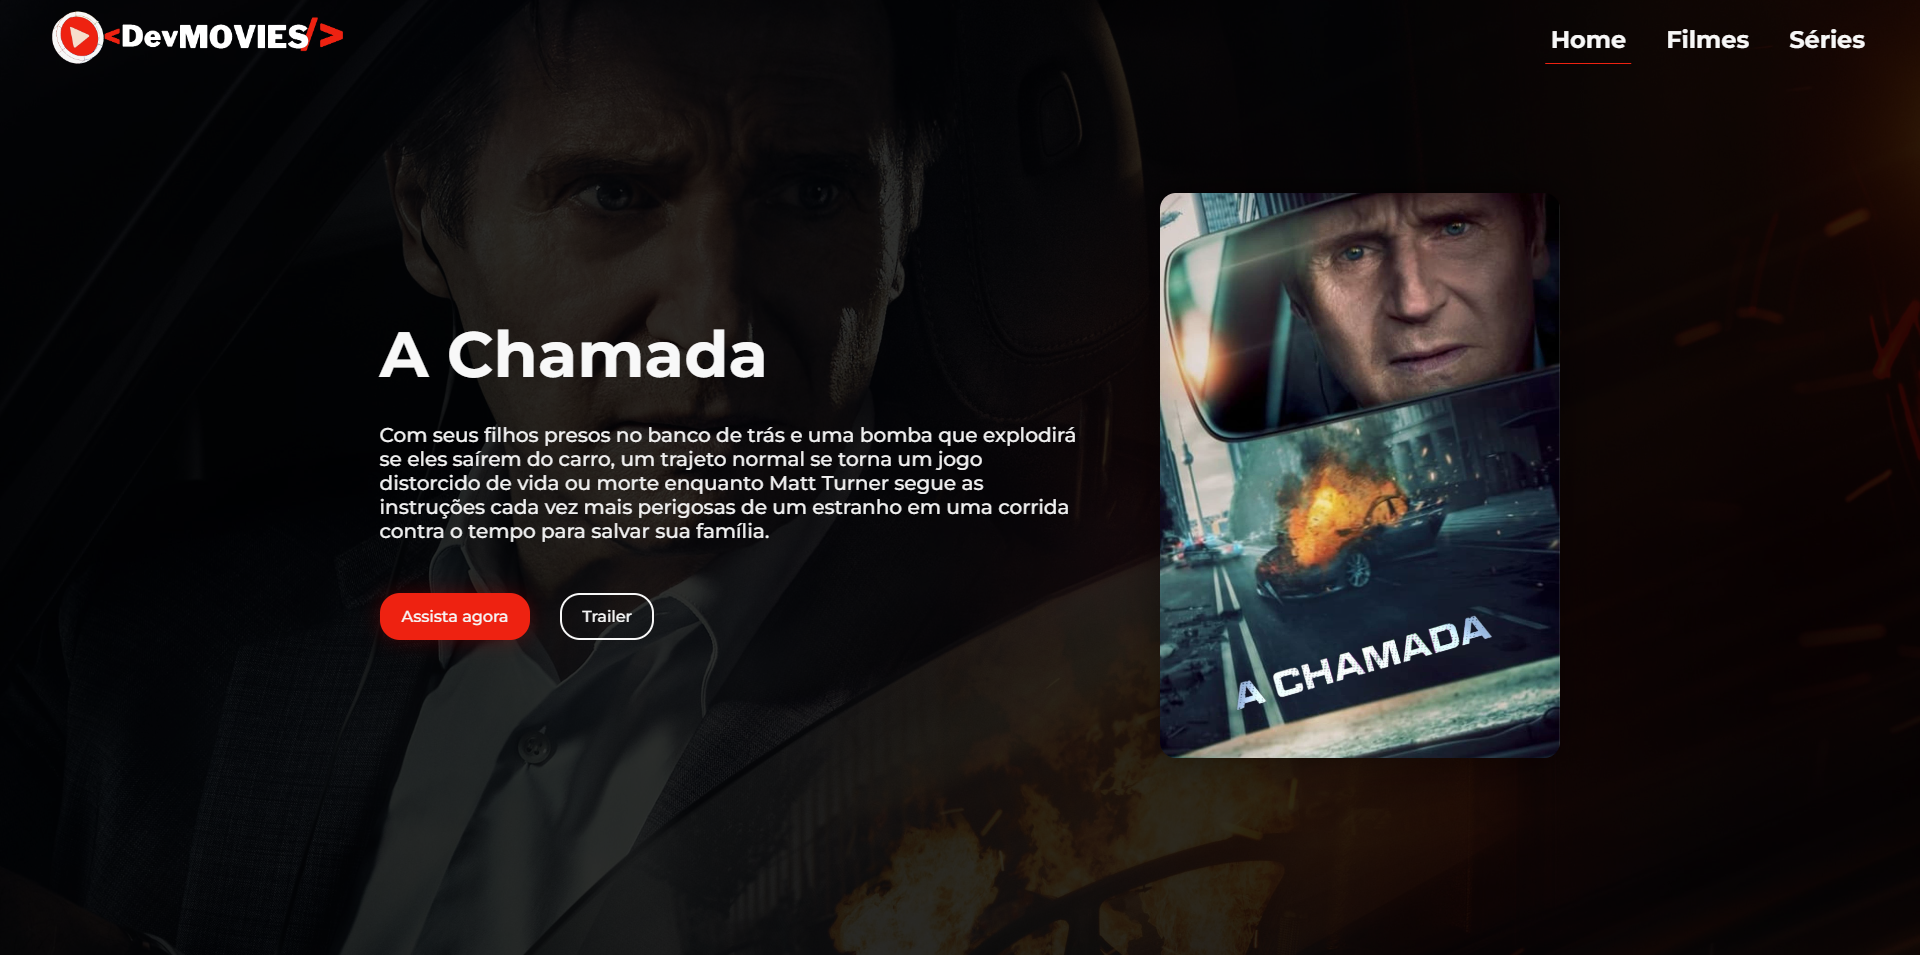 <DevMOVIES/>
Home
Filmes
Séries
A Chamada
Com seus filhos presos no banco de trás e uma bomba que explodirá
se eles saírem do carro, um trajeto normal se torna um jogo
distorcido de vida ou morte enquanto Matt Turner segue as
instruções cada vez mais perigosas de um estranho em uma corrida
contra o tempo para salvar sua família.
Assista agora
Trailer
A CHAMADA